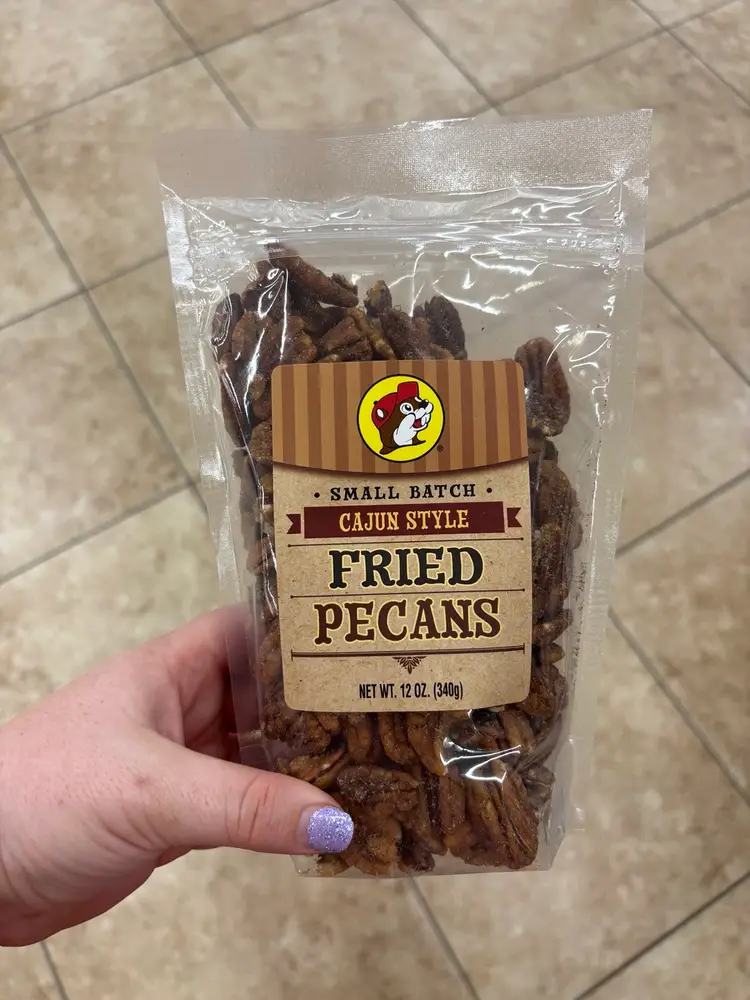 • SMALL BATCH •
CAJUN STYLE
FRIED
PECANS
NET WT. 12 OZ. (340g)